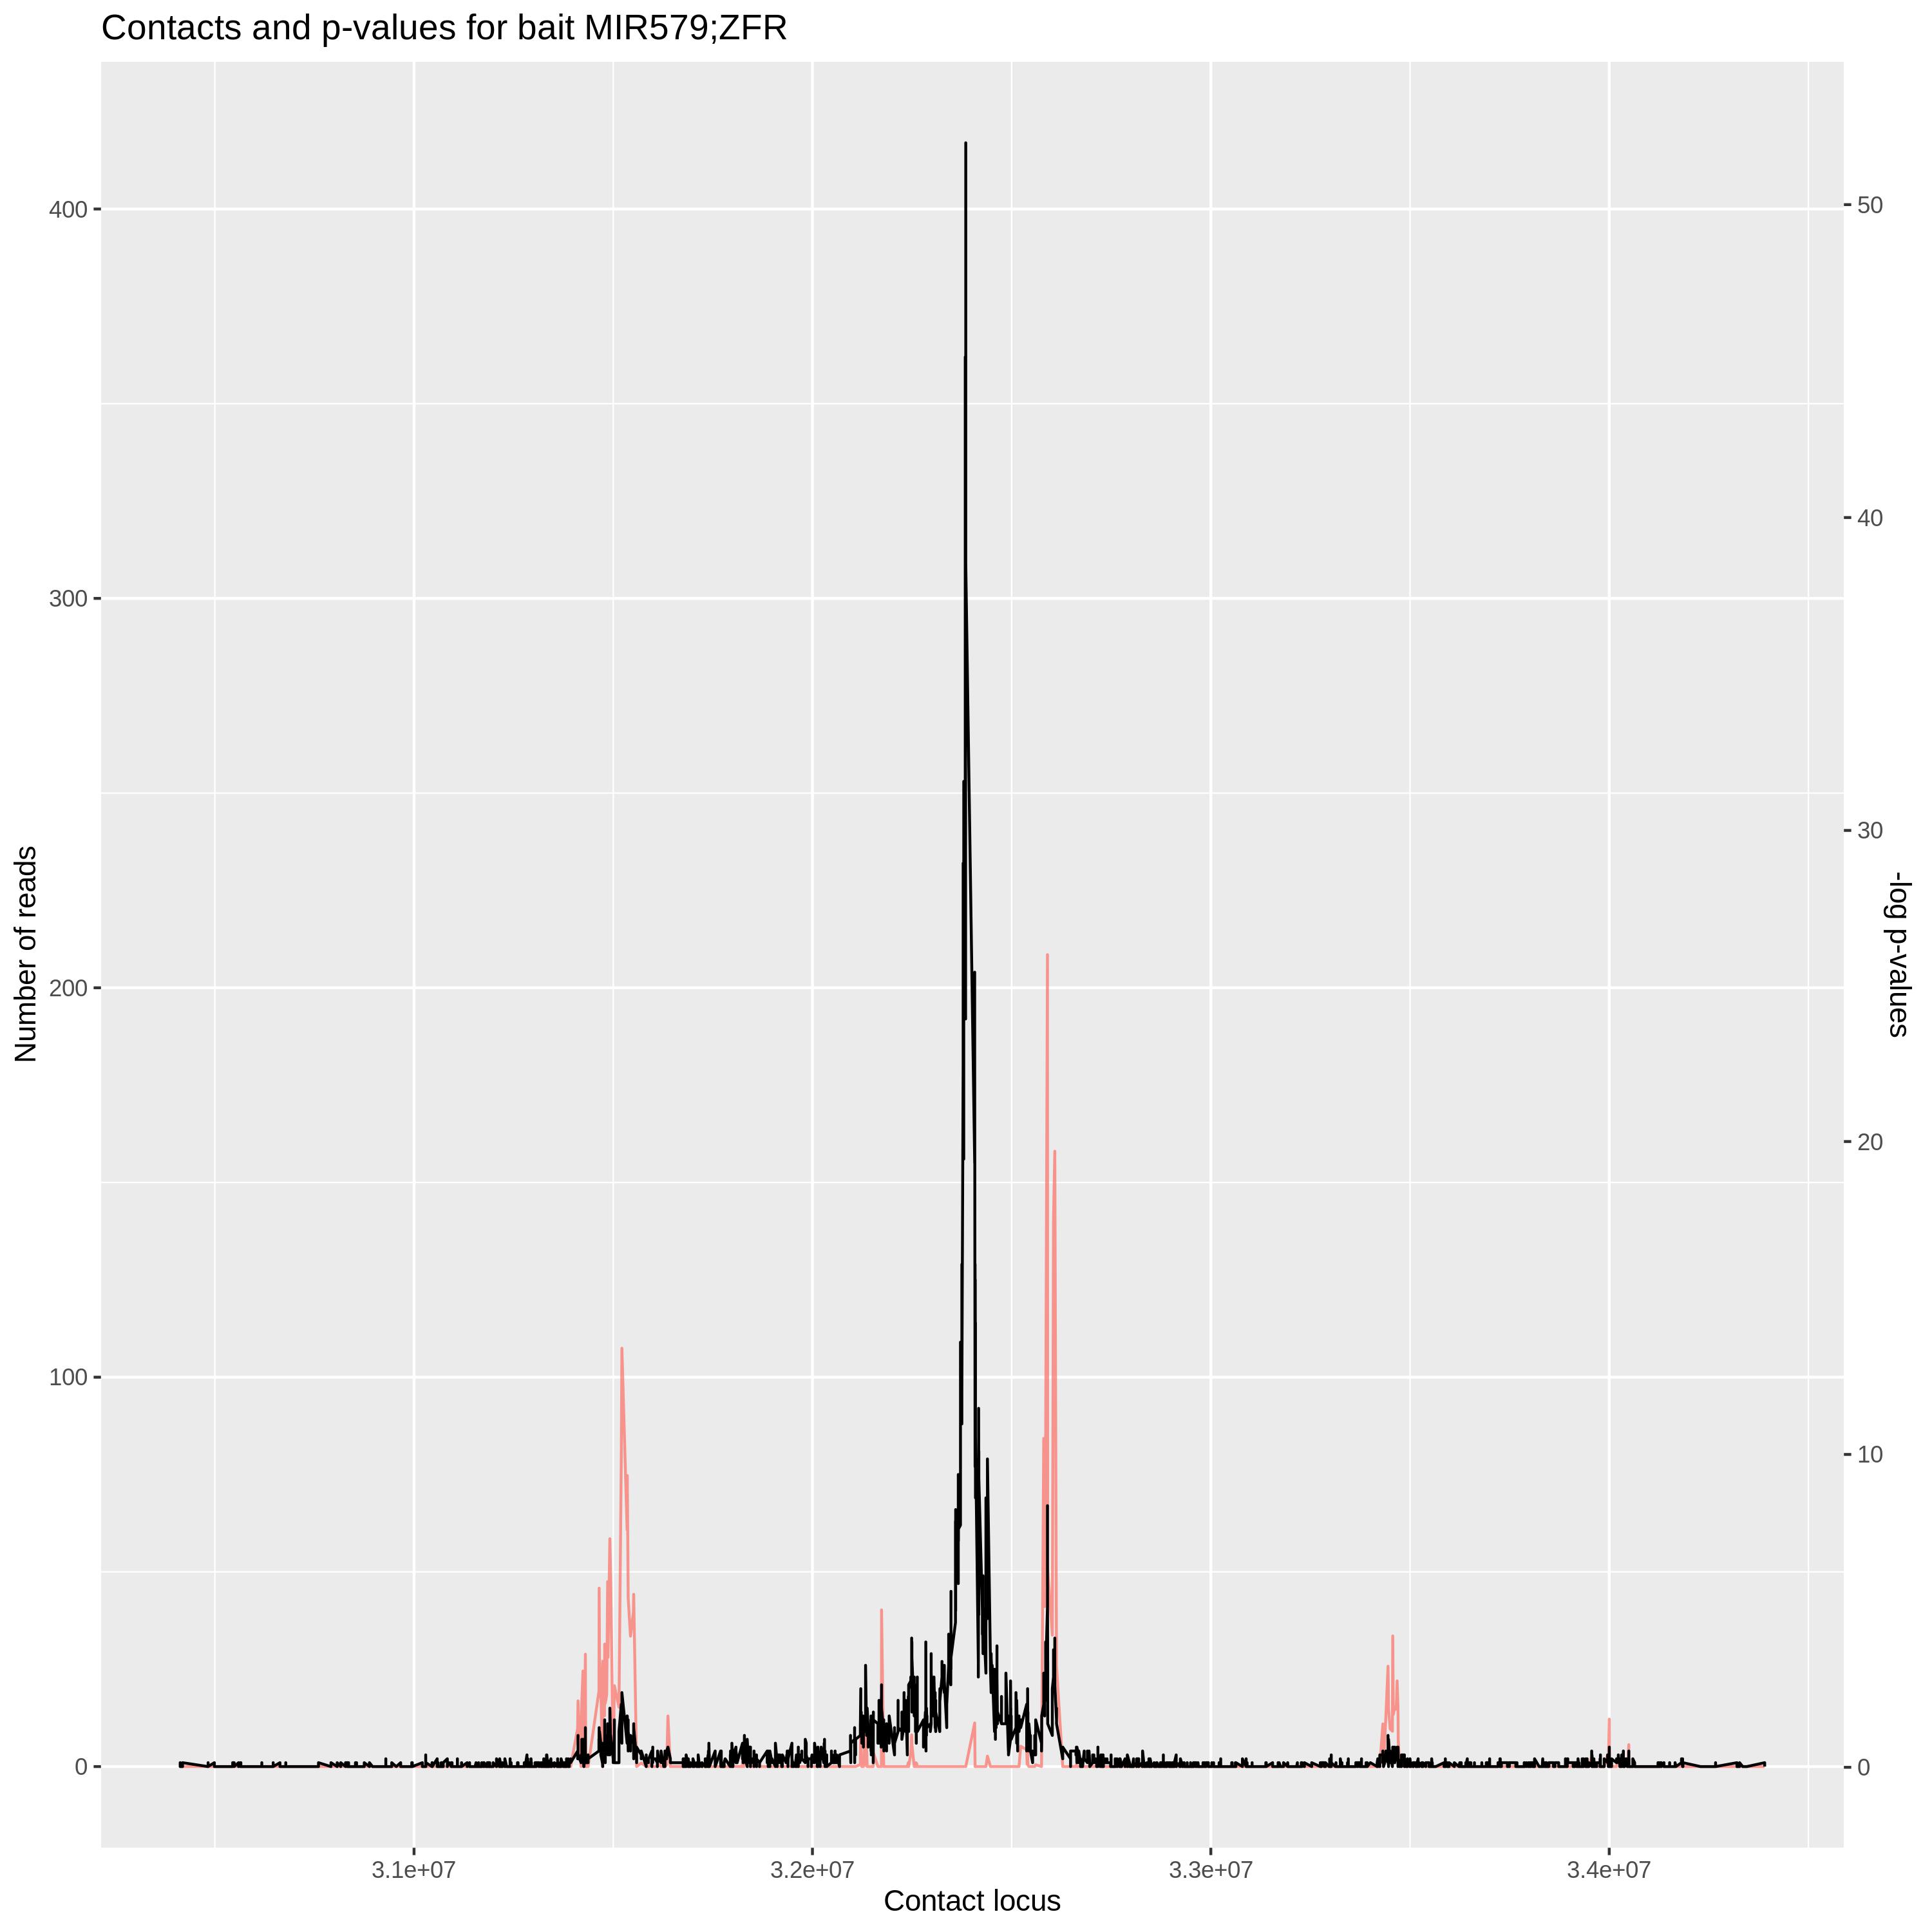 Contacts and p-values for bait MIR579;ZFR
400
300
200
100
0
Number of reads
50
40
30
20
10
0
-log p-values
3.1e+07
3.2e+07
3.3e+07
3.4e+07
Contact locus